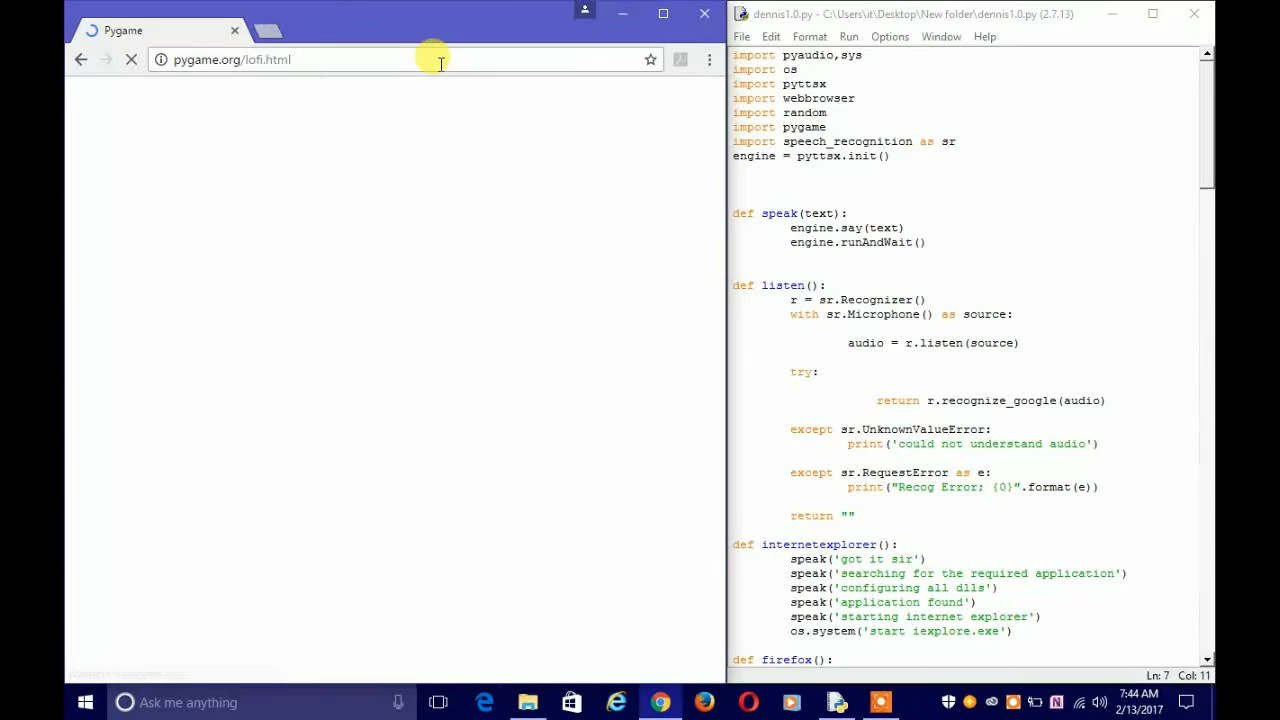 Pygame
pygame.org/lofi.html
dennis1.0.py - C:\Users\it\Desktop\New folder\dennis1.0.py (2.7.13)
File Edit Format Run Options Window Help
import pyaudio,sys
import os
import pyttsx
import webbrowser
import random
import pygame
import speech_recognition as sr
engine = pyttsx.init()
def speak(text):
engine.say(text)
engine.runAndWait()
def listen():
r = sr.Recognizer()
with sr.Microphone() as source:
audio = r.listen(source)
try:
return r.recognize_google(audio)
except sr.UnknownValueError:
print('could not understand audio')
except sr.RequestError as e:
print("Recog Error; {0}".format(e))
return ""
def internetexplorer():
speak('got it sir')
speak('searching for the required application')
speak('configuring all dlls')
speak('application found')
speak('starting internet explorer')
os.system('start iexplore.exe')
def firefox():
Ln: 7 Col: 11
Ask me anything
7:44 AM
2/13/2017